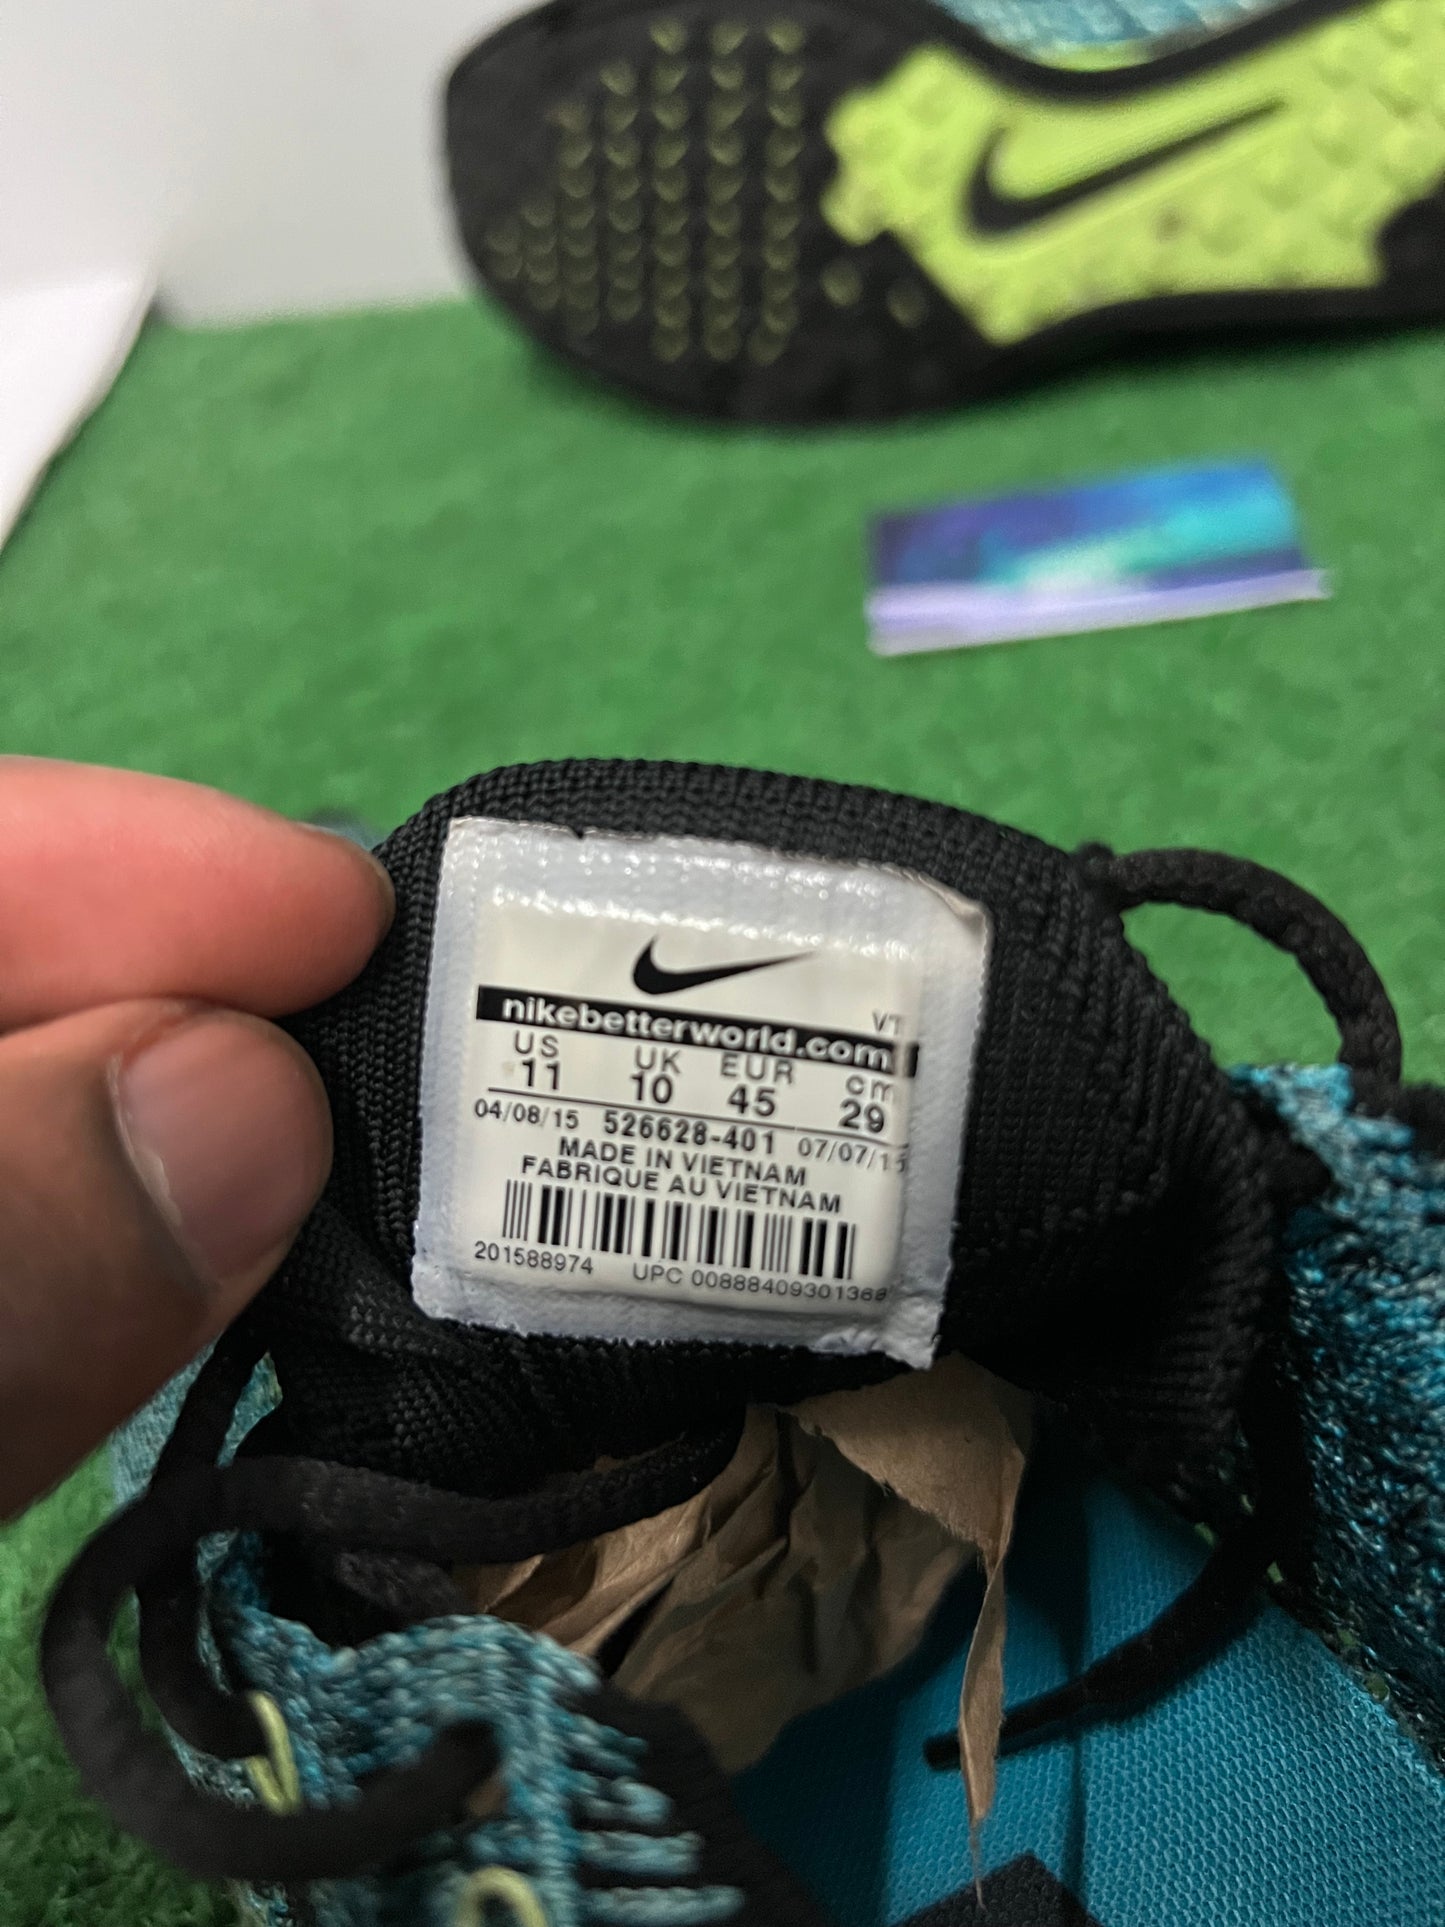 nikebetterworld.com
VT
US UK EUR cm
11 10 45 29
04/08/15 526628-401 07/07/15
MADE IN VIETNAM
FABRIQUE AU VIETNAM
201588974 UPC 00888409301368